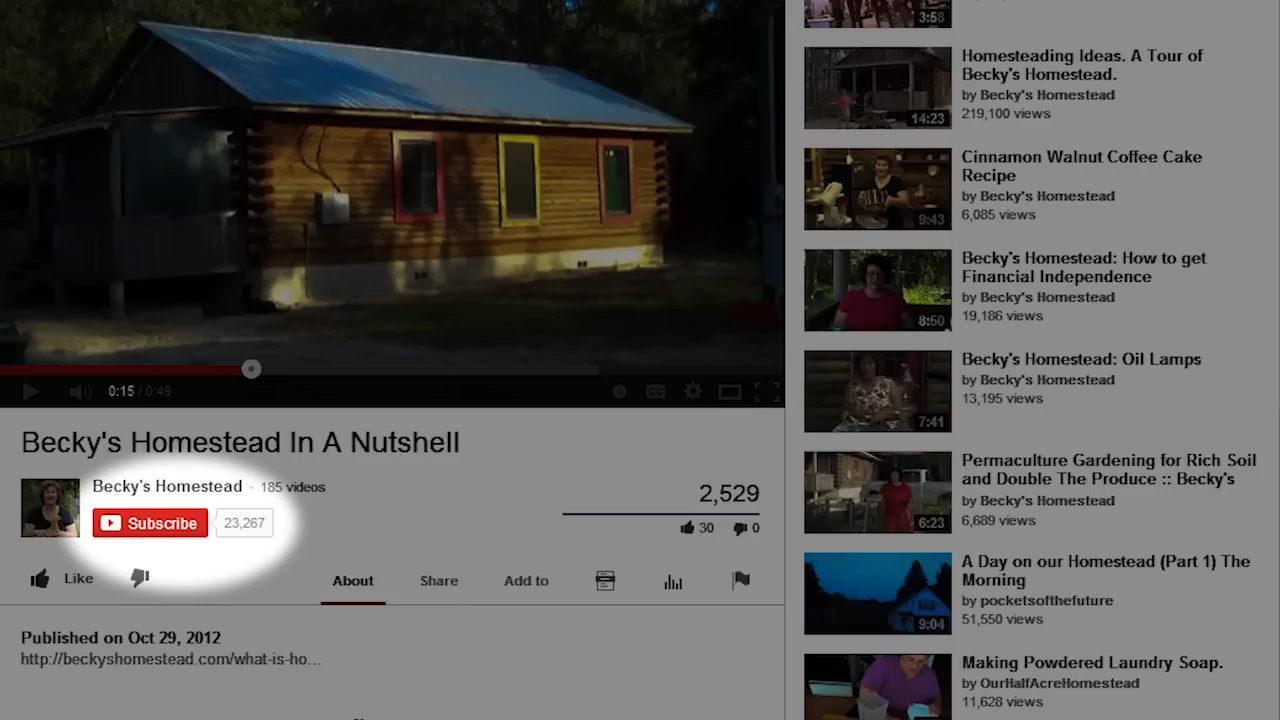 0:15 / 0:49
Becky's Homestead In A Nutshell
Becky's Homestead · 185 videos
Subscribe 23,267
2,529
30 0
Like
About Share Add to
Published on Oct 29, 2012
http://beckyshomestead.com/what-is-ho...
3:58
14:23
Homesteading Ideas. A Tour of
Becky's Homestead.
by Becky's Homestead
219,100 views
9:43
Cinnamon Walnut Coffee Cake
Recipe
by Becky's Homestead
6,085 views
8:50
Becky's Homestead: How to get
Financial Independence
by Becky's Homestead
19,186 views
7:41
Becky's Homestead: Oil Lamps
by Becky's Homestead
13,195 views
6:23
Permaculture Gardening for Rich Soil
and Double The Produce :: Becky's
by Becky's Homestead
6,689 views
9:04
A Day on our Homestead (Part 1) The
Morning
by pocketsofthefuture
51,550 views
Making Powdered Laundry Soap.
by OurHalfAcreHomestead
11,628 views